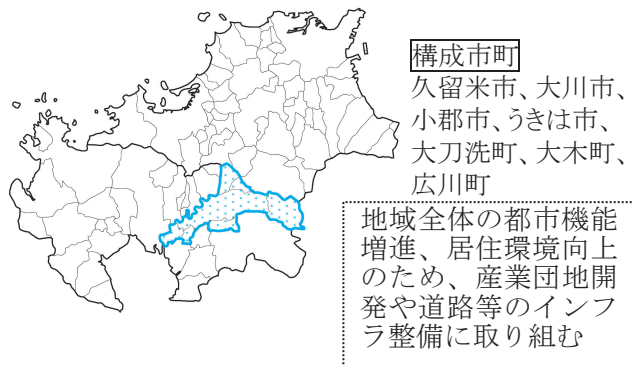 構成市町
久留米市、大川市、
小郡市、うきは市、
大刀洗町、大木町、
広川町
地域全体の都市機能
増進、居住環境向上
のため、産業団地開
発や道路等のインフ
ラ整備に取り組む